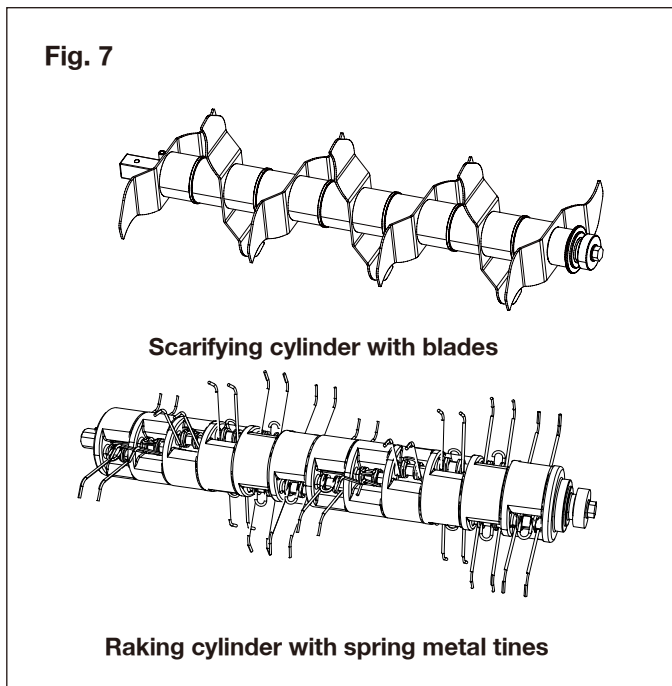 Fig. 7
Scarifying cylinder with blades
Raking cylinder with spring metal tines